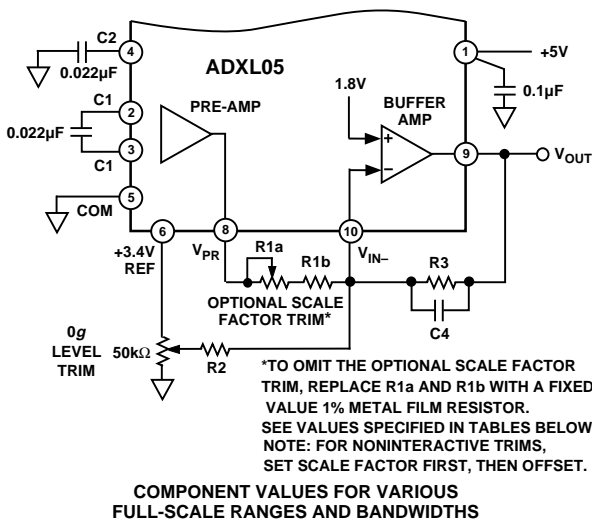 C2
4
0.022µF
ADXL05
1
+5V
0.1µF
C1
2
0.022µF
3
C1
PRE-AMP
1.8V
BUFFER
AMP
+
−
9
VOUT
5
COM
6
8
10
+3.4V
REF
VPR
R1a
R1b
VIN–
R3
C4
OPTIONAL SCALE
FACTOR TRIM*
0g
LEVEL
TRIM
50kΩ
R2
*TO OMIT THE OPTIONAL SCALE FACTOR
TRIM, REPLACE R1a AND R1b WITH A FIXED
VALUE 1% METAL FILM RESISTOR.
SEE VALUES SPECIFIED IN TABLES BELOW
NOTE: FOR NONINTERACTIVE TRIMS,
SET SCALE FACTOR FIRST, THEN OFFSET.
COMPONENT VALUES FOR VARIOUS
FULL-SCALE RANGES AND BANDWIDTHS